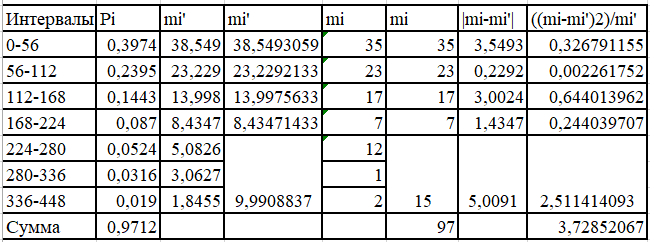 Интервалы Pi mi' mi' mi mi |mi-mi'| ((mi-mi')2)/mi'
0-56 0,3974 38,549 38,5493059 35 35 3,5493 0,326791155
56-112 0,2395 23,229 23,2292133 23 23 0,2292 0,002261752
112-168 0,1443 13,998 13,9975633 17 17 3,0024 0,644013962
168-224 0,087 8,4347 8,43471433 7 7 1,4347 0,244039707
224-280 0,0524 5,0826 12
280-336 0,0316 3,0627 1
336-448 0,019 1,8455 9,9908837 2 15 5,0091 2,511414093
Сумма 0,9712 97 3,72852067